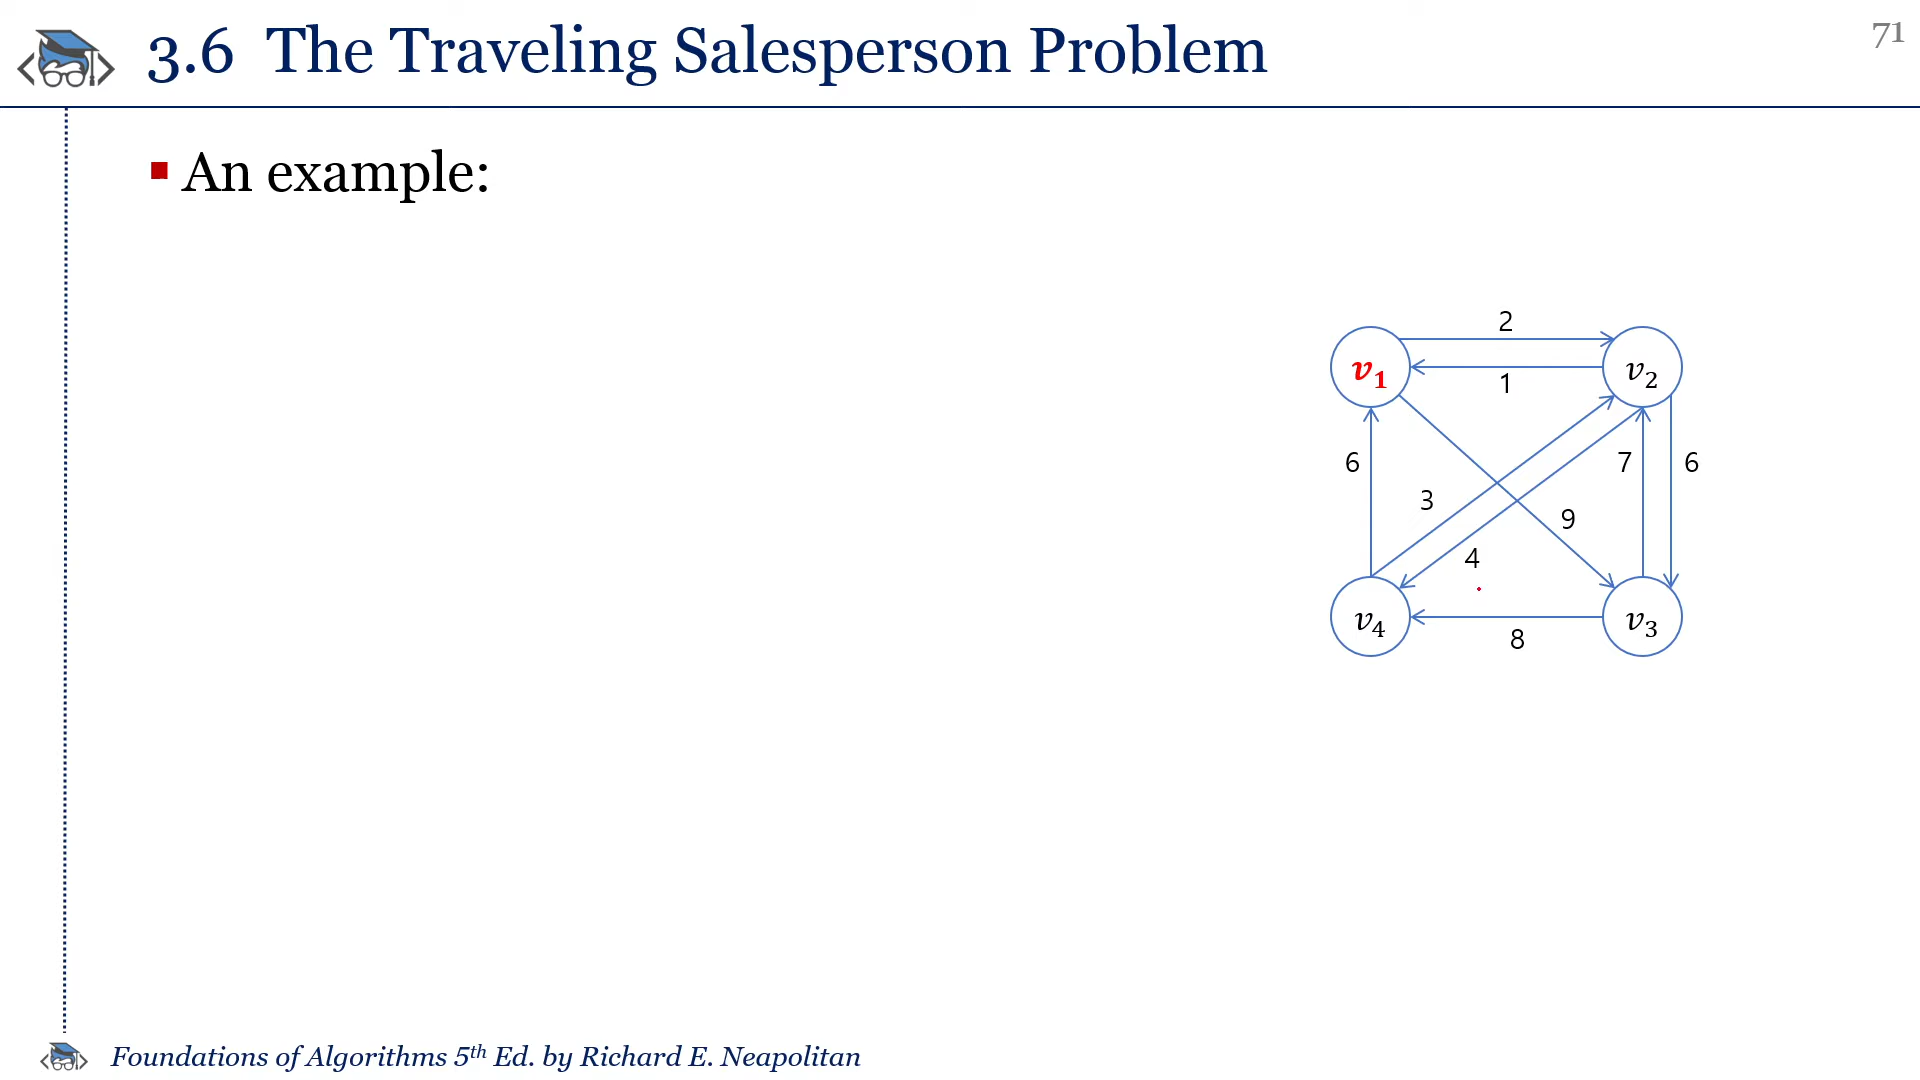 3.6 The Traveling Salesperson Problem
71
An example:
2
v1
v2
1
6
7
6
3
9
4
v4
v3
8
Foundations of Algorithms 5th Ed. by Richard E. Neapolitan